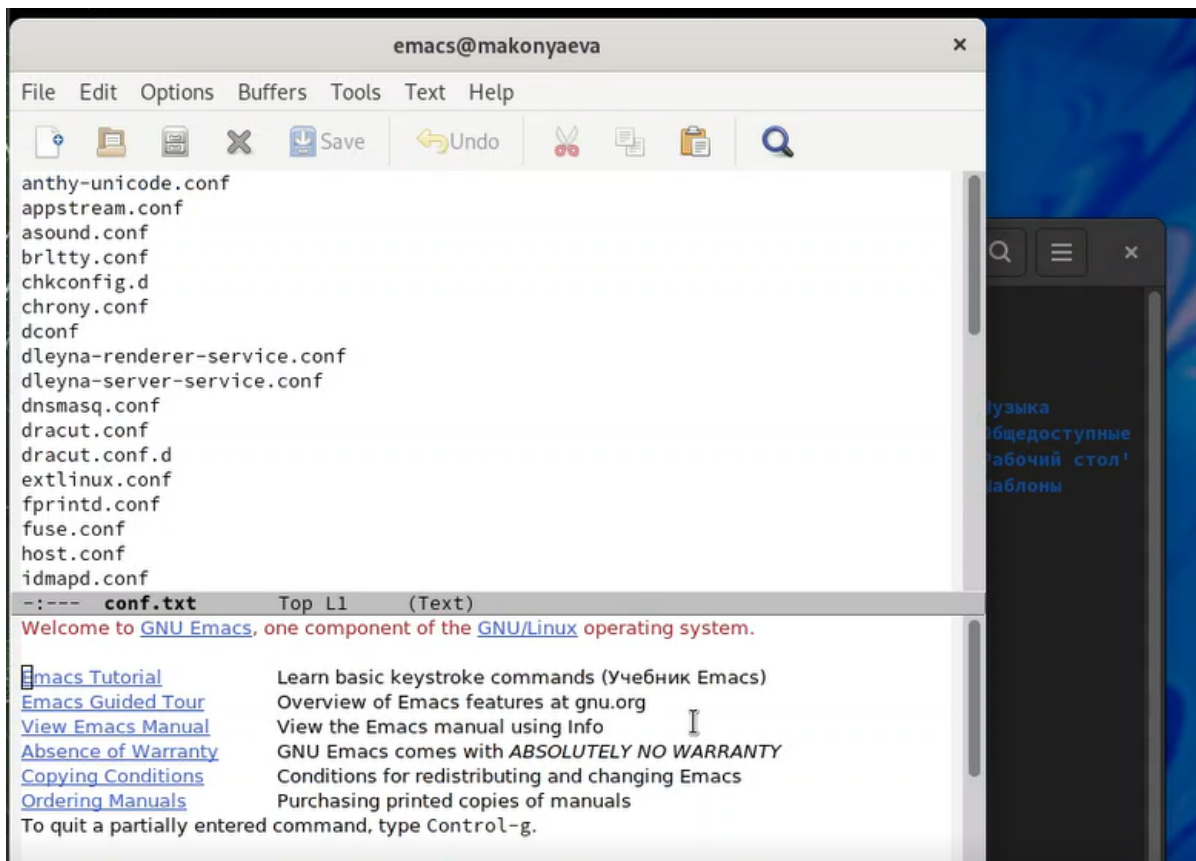 emacs@makonyaeva
File Edit Options Buffers Tools Text Help
Save Undo
anthy-unicode.conf
appstream.conf
asound.conf
brltty.conf
chkconfig.d
chrony.conf
dconf
dleyna-renderer-service.conf
dleyna-server-service.conf
dnsmasq.conf
dracut.conf
dracut.conf.d
extlinux.conf
fprintd.conf
fuse.conf
host.conf
idmapd.conf
-:--- conf.txt Top L1 (Text)
Welcome to GNU Emacs, one component of the GNU/Linux operating system.
Emacs Tutorial Learn basic keystroke commands (Учебник Emacs)
Emacs Guided Tour Overview of Emacs features at gnu.org
View Emacs Manual View the Emacs manual using Info
Absence of Warranty GNU Emacs comes with ABSOLUTELY NO WARRANTY
Copying Conditions Conditions for redistributing and changing Emacs
Ordering Manuals Purchasing printed copies of manuals
To quit a partially entered command, type Control-g.
Музыка
Общедоступные
Рабочий стол'
Шаблоны